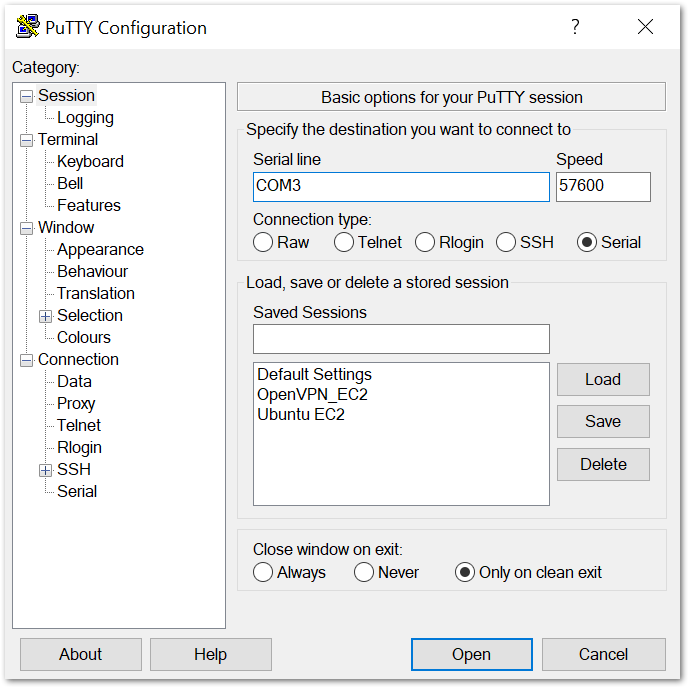 PuTTY Configuration
?
Category:
Session
Logging
Terminal
Keyboard
Bell
Features
Window
Appearance
Behaviour
Translation
Selection
Colours
Connection
Data
Proxy
Telnet
Rlogin
SSH
Serial
Basic options for your PuTTY session
Specify the destination you want to connect to
Serial line Speed
COM3 57600
Connection type:
Raw Telnet Rlogin SSH Serial
Load, save or delete a stored session
Saved Sessions
Default Settings
OpenVPN_EC2
Ubuntu EC2
Load
Save
Delete
Close window on exit:
Always Never Only on clean exit
About Help Open Cancel